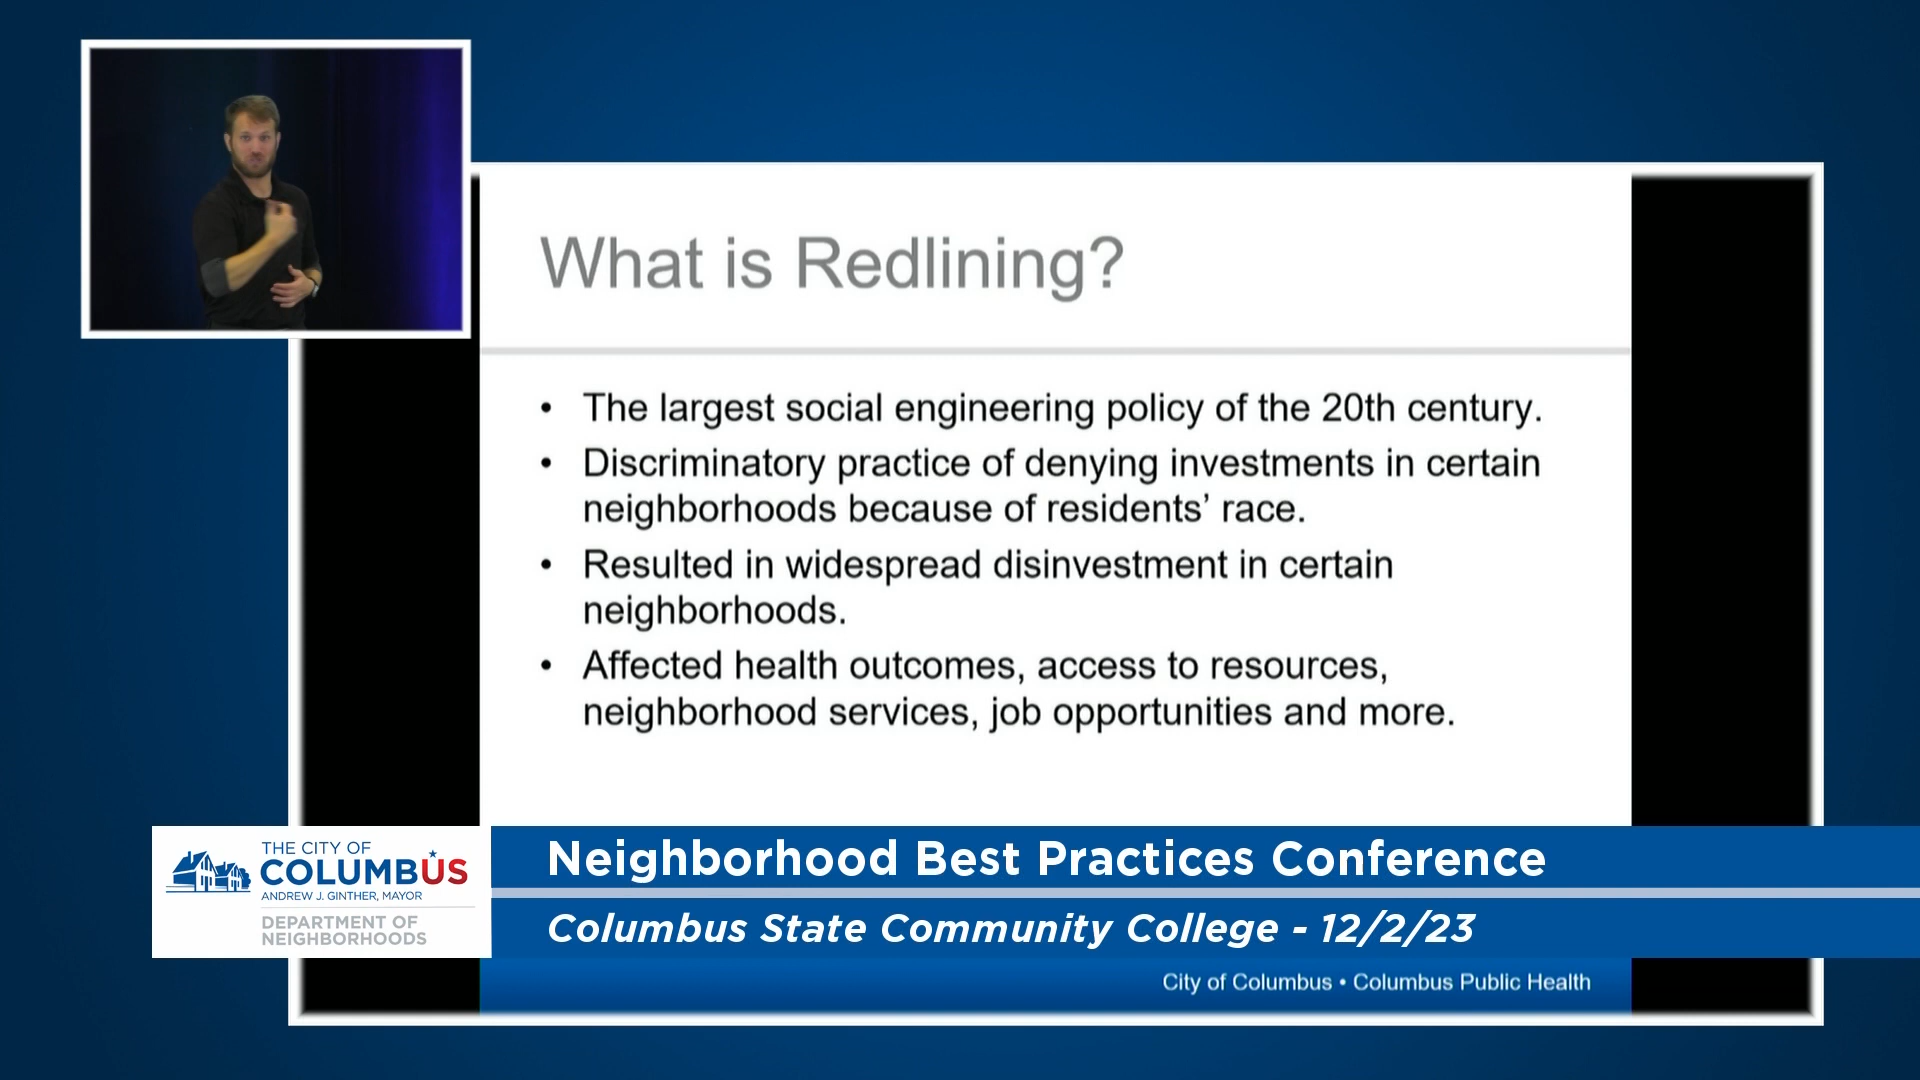 What is Redlining?
• The largest social engineering policy of the 20th century.
• Discriminatory practice of denying investments in certain
neighborhoods because of residents’ race.
• Resulted in widespread disinvestment in certain
neighborhoods.
• Affected health outcomes, access to resources,
neighborhood services, job opportunities and more.
THE CITY OF
COLUMBUS
ANDREW J. GINTHER, MAYOR
DEPARTMENT OF
NEIGHBORHOODS
Neighborhood Best Practices Conference
Columbus State Community College - 12/2/23
City of Columbus • Columbus Public Health